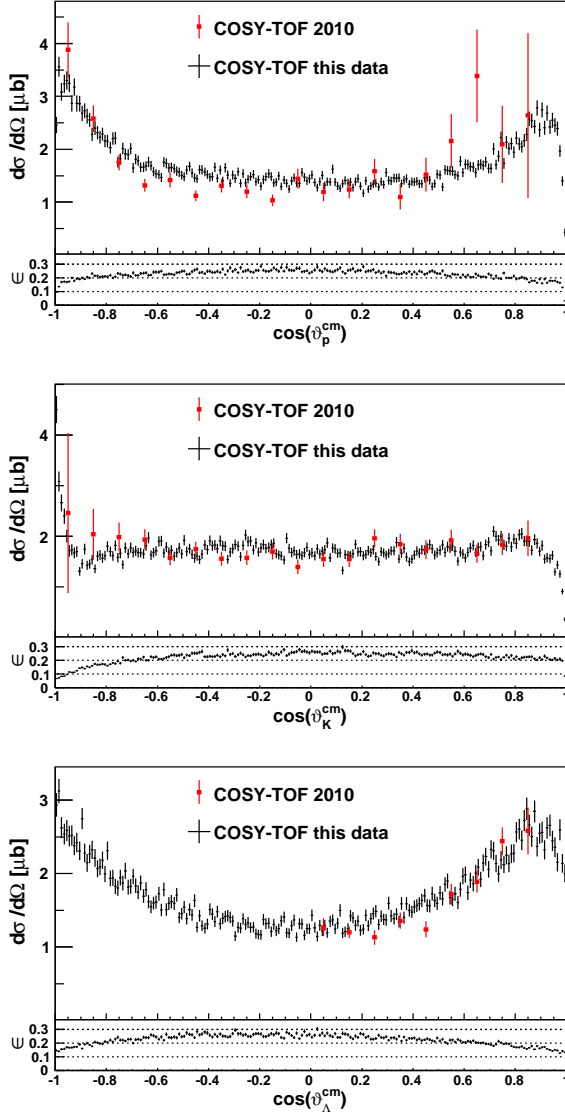 dσ/dΩ [μb]
4
3
2
1
COSY-TOF 2010
COSY-TOF this data
∈
0.3
0.2
0.1
0
-1 -0.8 -0.6 -0.4 -0.2 0 0.2 0.4 0.6 0.8 1
cos(ϑ_p^cm)
dσ/dΩ [μb]
4
2
COSY-TOF 2010
COSY-TOF this data
∈
0.3
0.2
0.1
0
-1 -0.8 -0.6 -0.4 -0.2 0 0.2 0.4 0.6 0.8 1
cos(ϑ_K^cm)
dσ/dΩ [μb]
3
2
1
COSY-TOF 2010
COSY-TOF this data
∈
0.3
0.2
0.1
0
-1 -0.8 -0.6 -0.4 -0.2 0 0.2 0.4 0.6 0.8 1
cos(ϑ_Λ^cm)